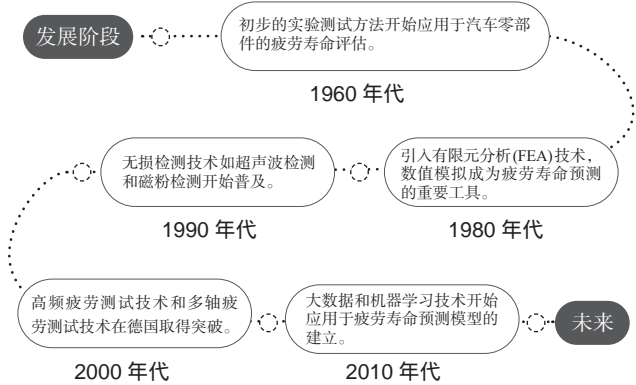 发展阶段
初步的实验测试方法开始应用于汽车零部
件的疲劳寿命评估。
1960 年代
引入有限元分析(FEA)技术，
数值模拟成为疲劳寿命预测
的重要工具。
1980 年代
无损检测技术如超声波检测
和磁粉检测开始普及。
1990 年代
高频疲劳测试技术和多轴疲
劳测试技术在德国取得突破。
2000 年代
大数据和机器学习技术开始
应用于疲劳寿命预测模型的
建立。
2010 年代
未来